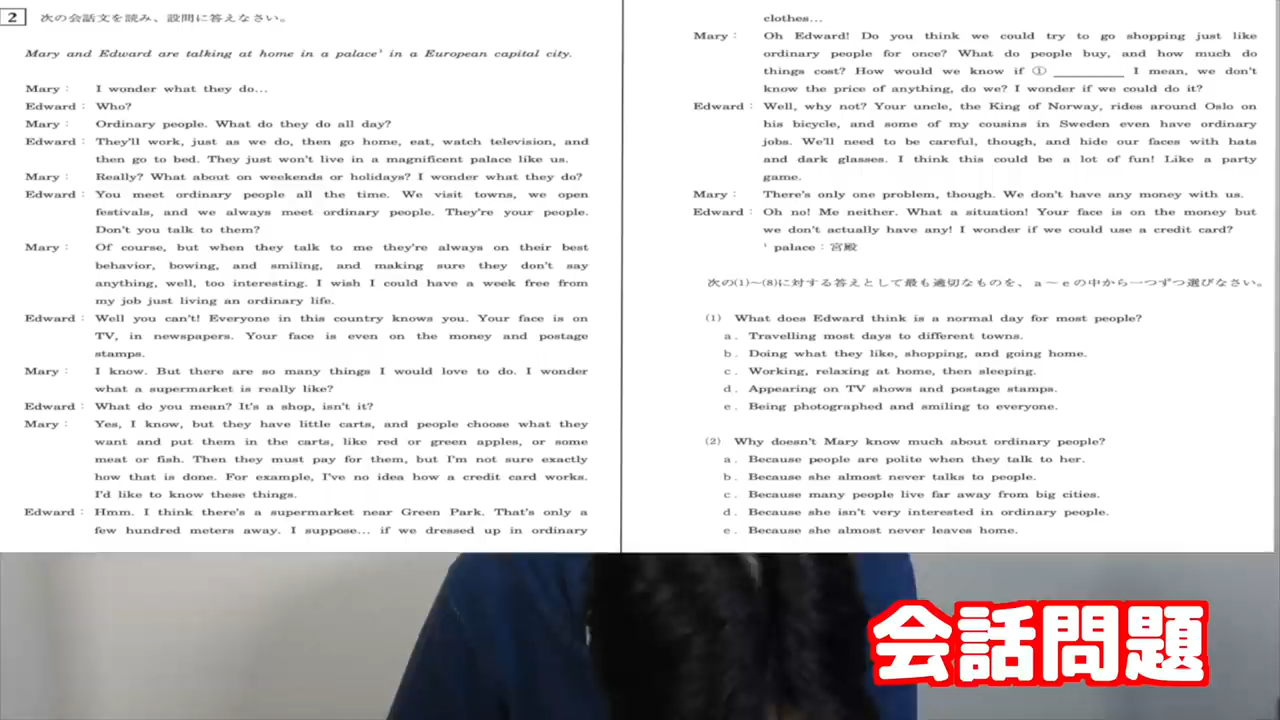 2 次の会話文を読み、設問に答えなさい。
Mary and Edward are talking at home in a palace¹ in a European capital city.
Mary : I wonder what they do...
Edward : Who?
Mary : Ordinary people. What do they do all day?
Edward : They'll work, just as we do, then go home, eat, watch television, and
then go to bed. They just won't live in a magnificent palace like us.
Mary : Really? What about on weekends or holidays? I wonder what they do?
Edward : You meet ordinary people all the time. We visit towns, we open
festivals, and we always meet ordinary people. They're your people.
Don't you talk to them?
Mary : Of course, but when they talk to me they're always on their best
behavior, bowing, and smiling, and making sure they don't say
anything, well, too interesting. I wish I could have a week free from
my job just living an ordinary life.
Edward : Well you can't! Everyone in this country knows you. Your face is on
TV, in newspapers. Your face is even on the money and postage
stamps.
Mary : I know. But there are so many things I would love to do. I wonder
what a supermarket is really like?
Edward : What do you mean? It's a shop, isn't it?
Mary : Yes, I know, but they have little carts, and people choose what they
want and put them in the carts, like red or green apples, or some
meat or fish. Then they must pay for them, but I'm not sure exactly
how that is done. For example, I've no idea how a credit card works.
I'd like to know these things.
Edward : Hmm. I think there's a supermarket near Green Park. That's only a
few hundred meters away. I suppose... if we dressed up in ordinary
clothes...
Mary : Oh Edward! Do you think we could try to go shopping just like
ordinary people for once? What do people buy, and how much do
things cost? How would we know if ① ________ I mean, we don't
know the price of anything, do we? I wonder if we could do it?
Edward : Well, why not? Your uncle, the King of Norway, rides around Oslo on
his bicycle, and some of my cousins in Sweden even have ordinary
jobs. We'll need to be careful, though, and hide our faces with hats
and dark glasses. I think this could be a lot of fun! Like a party
game.
Mary : There's only one problem, though. We don't have any money with us.
Edward : Oh no! Me neither. What a situation! Your face is on the money but
we don't actually have any! I wonder if we could use a credit card?
¹ palace : 宮殿
次の(1)～(8)に対する答えとして最も適切なものを、a～eの中から一つずつ選びなさい。
(1) What does Edward think is a normal day for most people?
a. Travelling most days to different towns.
b. Doing what they like, shopping, and going home.
c. Working, relaxing at home, then sleeping.
d. Appearing on TV shows and postage stamps.
e. Being photographed and smiling to everyone.
(2) Why doesn't Mary know much about ordinary people?
a. Because people are polite when they talk to her.
b. Because she almost never talks to people.
c. Because many people live far away from big cities.
d. Because she isn't very interested in ordinary people.
e. Because she almost never leaves home.
会話問題